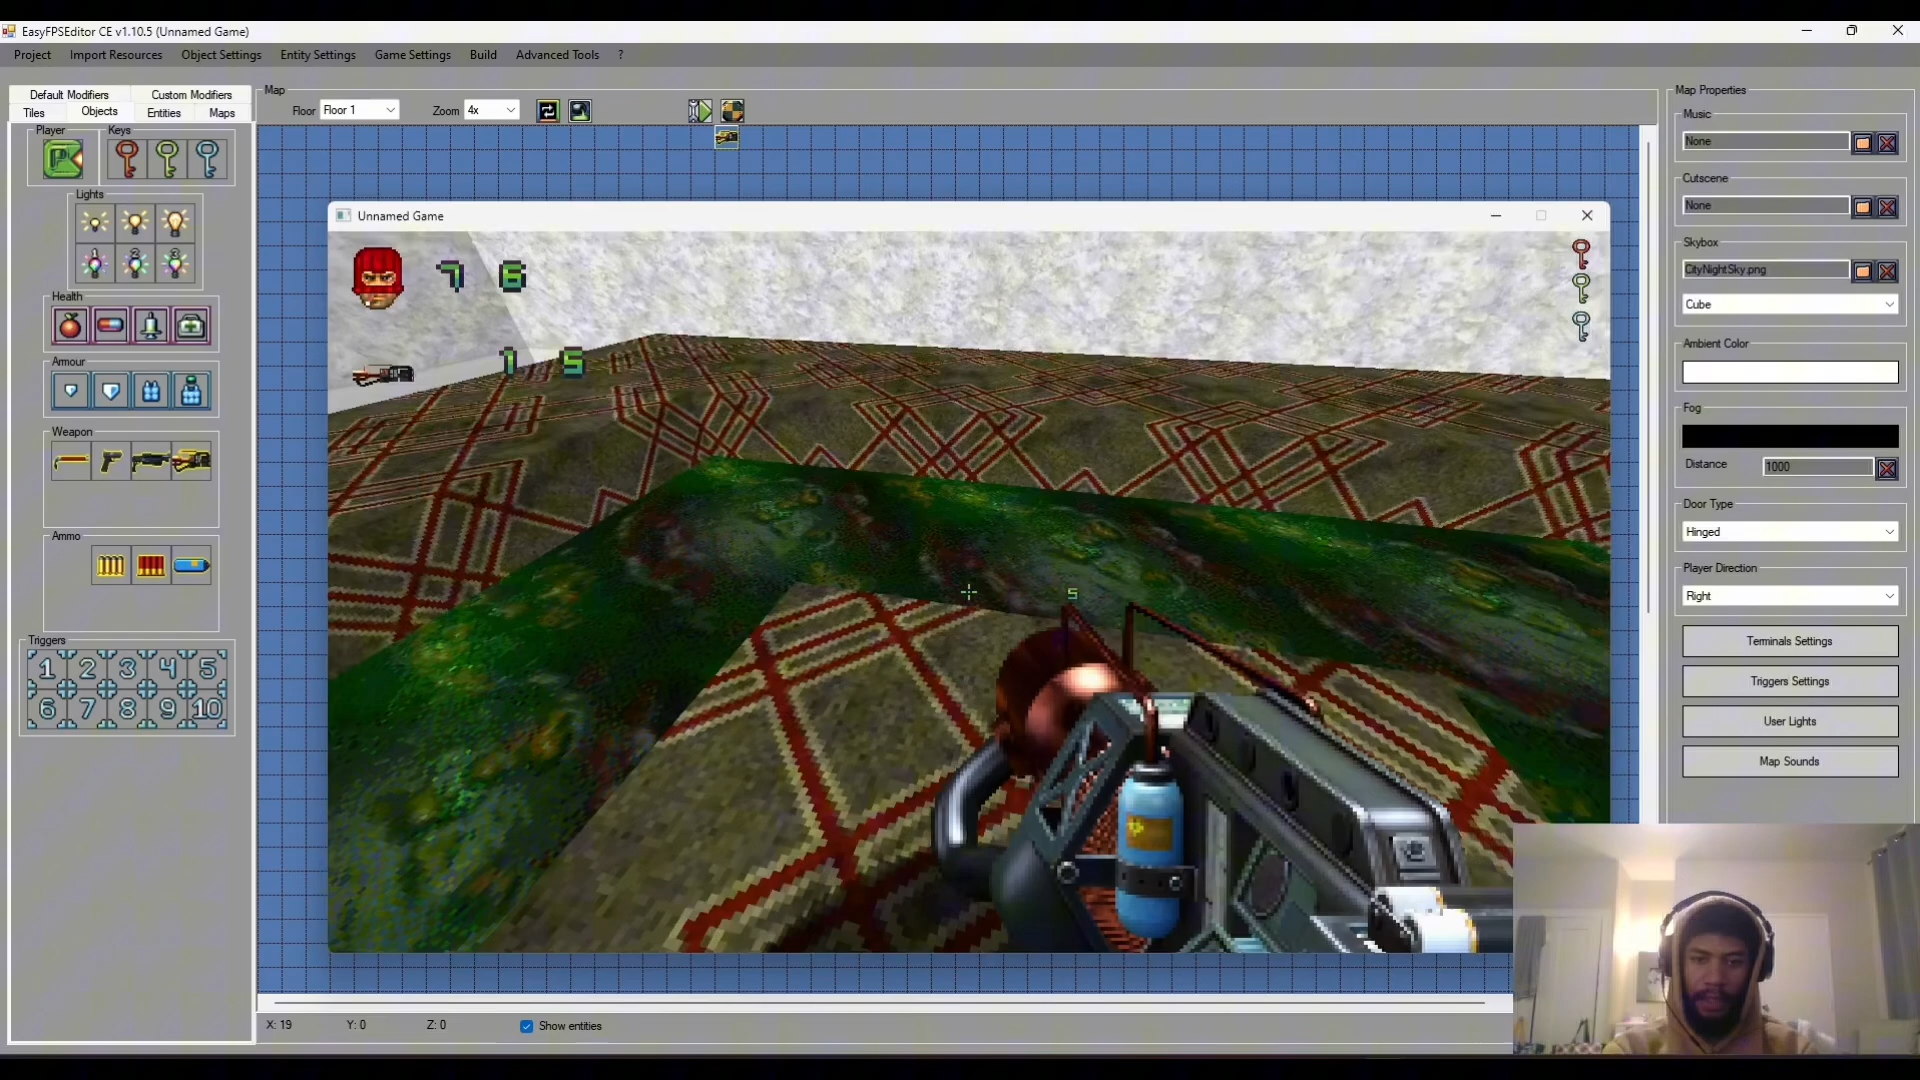 EasyFPSEditor CE v1.10.5 (Unnamed Game)
Project Import Resources Object Settings Entity Settings Game Settings Build Advanced Tools ?
Default Modifiers Custom Modifiers
Tiles Objects Entities Maps
Player Keys
P
Lights
1 2 3
Health
Armour
Weapon
Ammo
Triggers
1 2 3 4 5
6 7 8 9 10
Map
Floor Floor 1 Zoom 4x
Unnamed Game
7 6
1 5
5
X: 19 Y: 0 Z: 0 Show entities
Map Properties
Music
None
Cutscene
None
Skybox
CityNightSky.png
Cube
Ambient Color
Fog
Distance 1000
Door Type
Hinged
Player Direction
Right
Terminals Settings
Triggers Settings
User Lights
Map Sounds